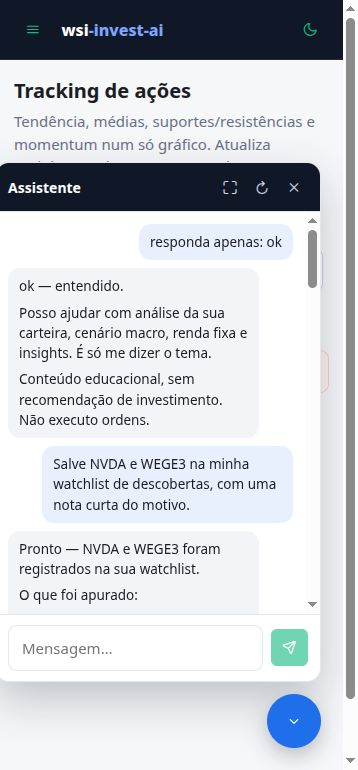 wsi-invest-ai
Tracking de ações
Tendência, médias, suportes/resistências e
momentum num só gráfico. Atualiza
Assistente
responda apenas: ok
ok — entendido.
Posso ajudar com análise da sua
carteira, cenário macro, renda fixa e
insights. É só me dizer o tema.
Conteúdo educacional, sem
recomendação de investimento.
Não executo ordens.
Salve NVDA e WEGE3 na minha
watchlist de descobertas, com uma
nota curta do motivo.
Pronto — NVDA e WEGE3 foram
registrados na sua watchlist.
O que foi apurado:
Mensagem...